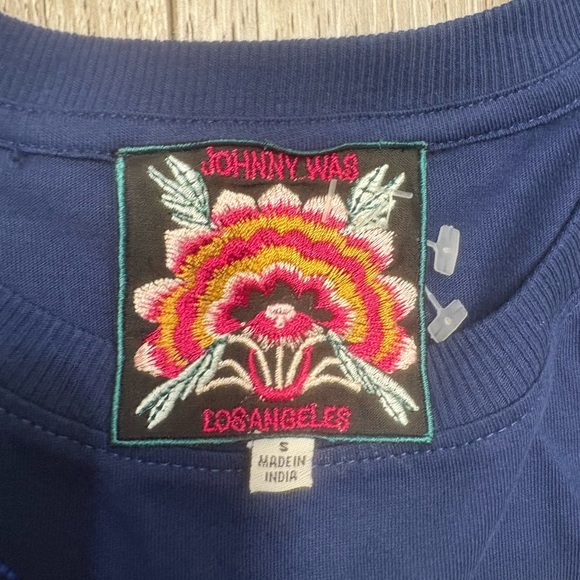 JOHNNY WAS
LOS ANGELES
S
MADE IN
INDIA